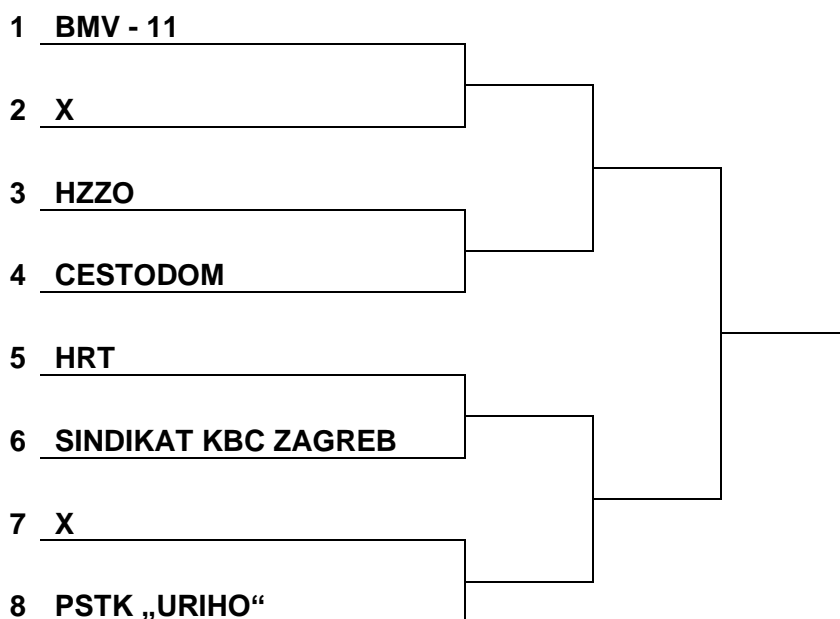 1 BMV - 11
2 X
3 HZZO
4 CESTODOM
5 HRT
6 SINDIKAT KBC ZAGREB
7 X
8 PSTK „URIHO“